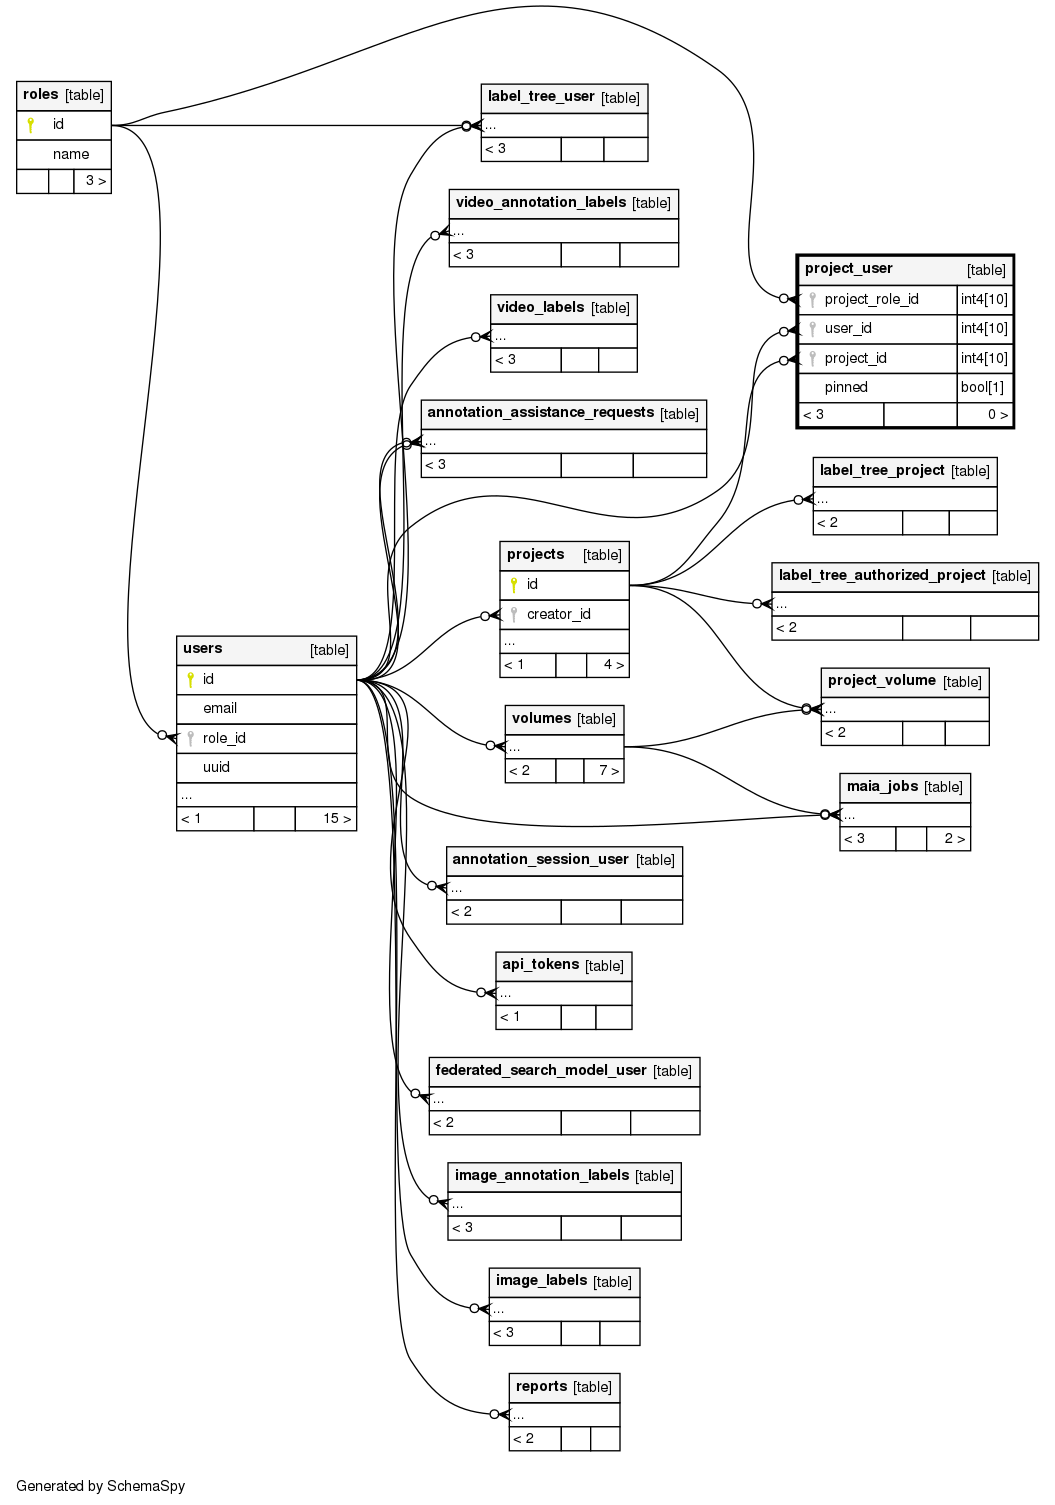 roles [table]
id
name
3 >
label_tree_user [table]
...
< 3
video_annotation_labels [table]
...
< 3
video_labels [table]
...
< 3
annotation_assistance_requests [table]
...
< 3
project_user [table]
project_role_id int4[10]
user_id int4[10]
project_id int4[10]
pinned bool[1]
< 3 0 >
label_tree_project [table]
...
< 2
projects [table]
id
creator_id
...
< 1 4 >
label_tree_authorized_project [table]
...
< 2
users [table]
id
email
role_id
uuid
...
< 1 15 >
volumes [table]
...
< 2 7 >
project_volume [table]
...
< 2
maia_jobs [table]
...
< 3 2 >
annotation_session_user [table]
...
< 2
api_tokens [table]
...
< 1
federated_search_model_user [table]
...
< 2
image_annotation_labels [table]
...
< 3
image_labels [table]
...
< 3
reports [table]
...
< 2
Generated by SchemaSpy